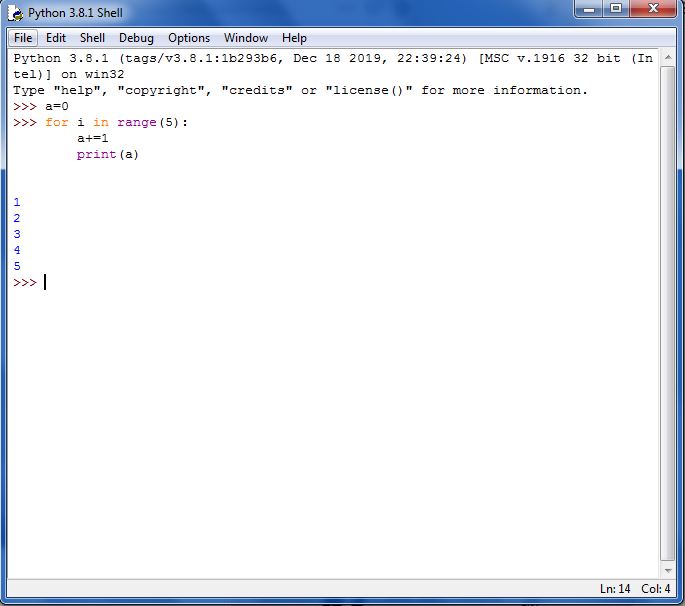 Python 3.8.1 Shell
File Edit Shell Debug Options Window Help
Python 3.8.1 (tags/v3.8.1:1b293b6, Dec 18 2019, 22:39:24) [MSC v.1916 32 bit (In
tel)] on win32
Type "help", "copyright", "credits" or "license()" for more information.
>>> a=0
>>> for i in range(5):
        a+=1
        print(a)
1
2
3
4
5
>>>
Ln: 14 Col: 4